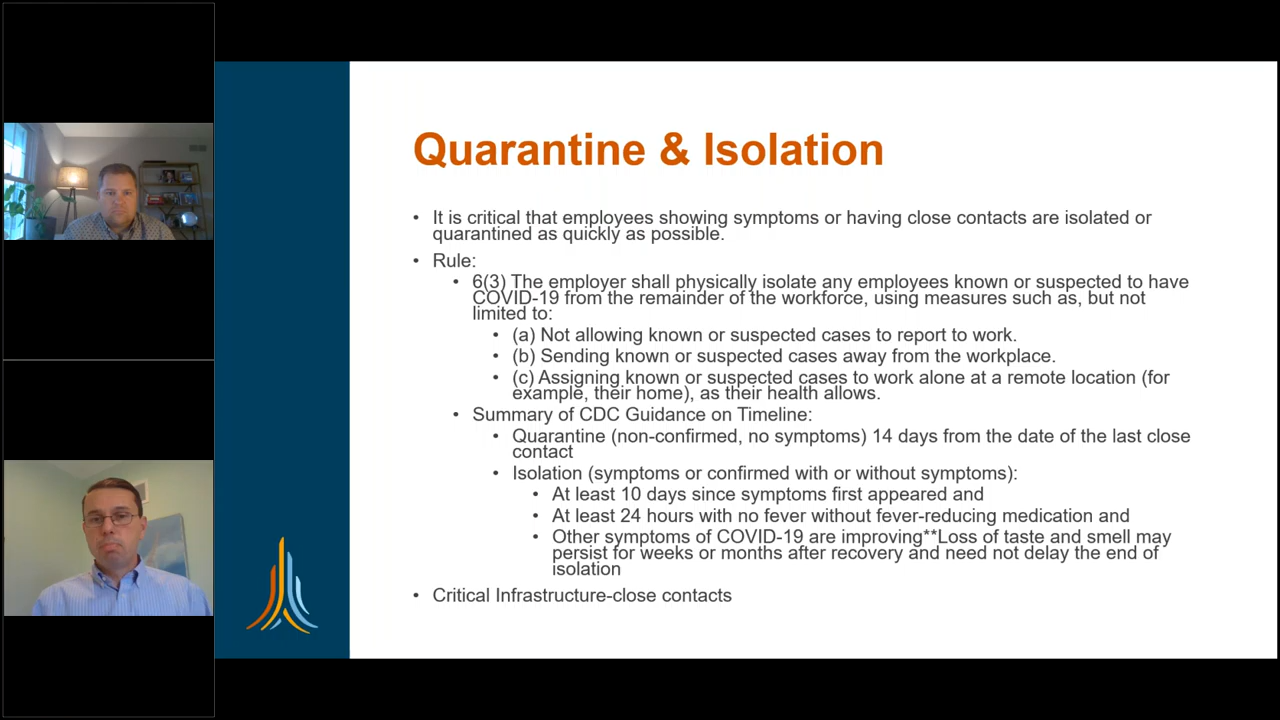 Quarantine & Isolation
• It is critical that employees showing symptoms or having close contacts are isolated or
quarantined as quickly as possible.
• Rule:
• 6(3) The employer shall physically isolate any employees known or suspected to have
COVID-19 from the remainder of the workforce, using measures such as, but not
limited to:
• (a) Not allowing known or suspected cases to report to work.
• (b) Sending known or suspected cases away from the workplace.
• (c) Assigning known or suspected cases to work alone at a remote location (for
example, their home), as their health allows.
• Summary of CDC Guidance on Timeline:
• Quarantine (non-confirmed, no symptoms) 14 days from the date of the last close
contact
• Isolation (symptoms or confirmed with or without symptoms):
• At least 10 days since symptoms first appeared and
• At least 24 hours with no fever without fever-reducing medication and
• Other symptoms of COVID-19 are improving**Loss of taste and smell may
persist for weeks or months after recovery and need not delay the end of
isolation
• Critical Infrastructure-close contacts